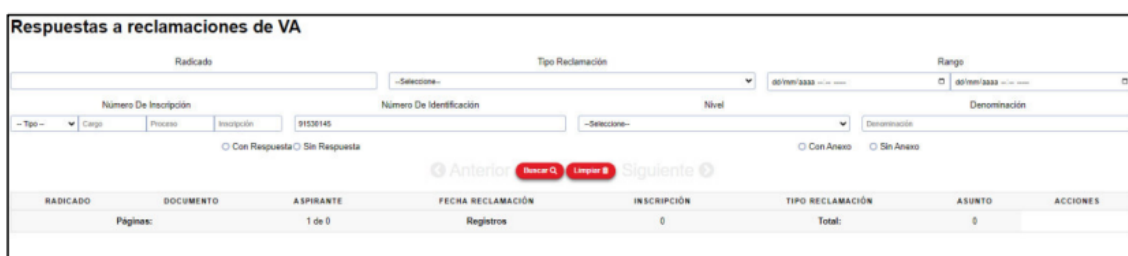 Respuestas a reclamaciones de VA
Radicado Tipo Reclamación Rango
--Seleccione-- dd/mm/aaaa --:-- ---- dd/mm/aaaa --:-- ----
Número De Inscripción Número De Identificación Nivel Denominación
-- Tipo -- Cargo Proceso Inscripción 91538145 --Seleccione-- Denominación
Con Respuesta Sin Respuesta Con Anexo Sin Anexo
Anterior Buscar Limpiar Siguiente
RADICADO DOCUMENTO ASPIRANTE FECHA RECLAMACIÓN INSCRIPCIÓN TIPO RECLAMACIÓN ASUNTO ACCIONES
Páginas: 1 de 0 Registros 0 Total: 0